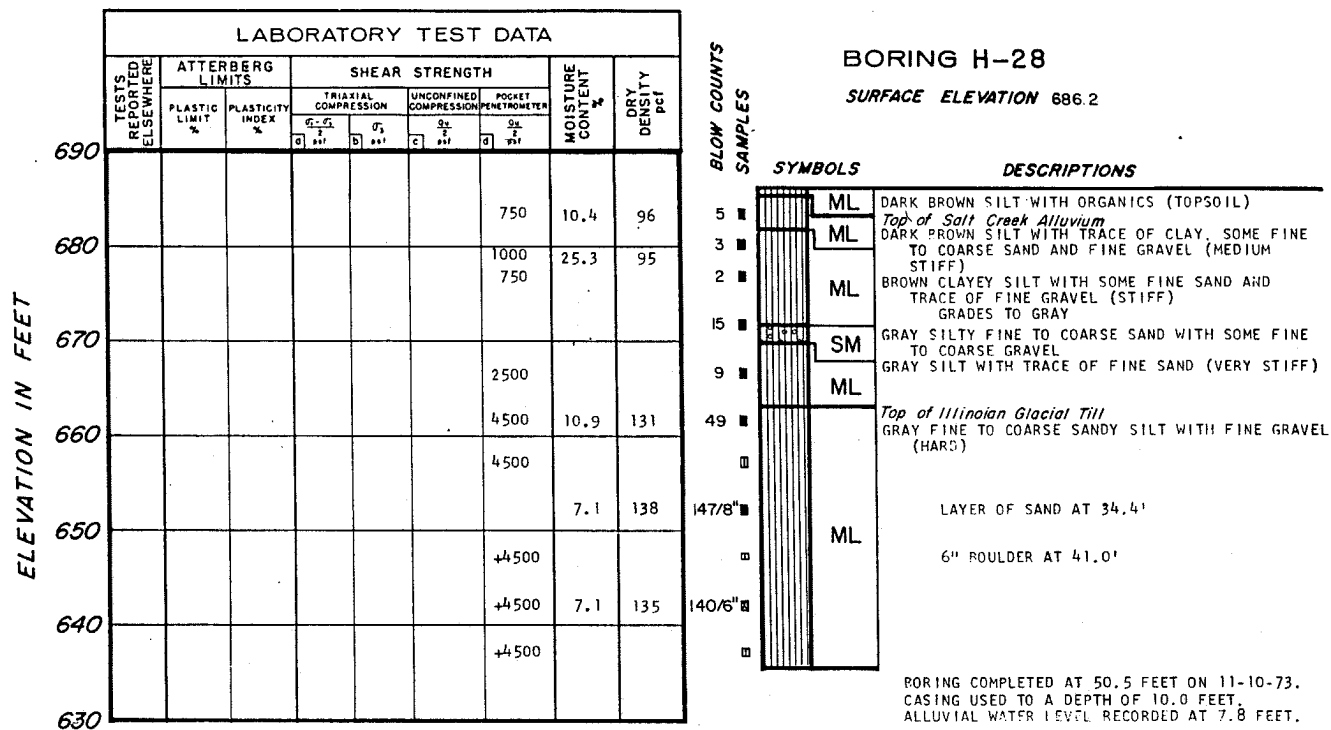 LABORATORY TEST DATA
TESTS REPORTED ELSEWHERE
ATTERBERG LIMITS
PLASTIC LIMIT %
PLASTICITY INDEX %
SHEAR STRENGTH
TRIAXIAL COMPRESSION
UNCONFINED COMPRESSION
POCKET PENETROMETER
a psf
b σ₃ psf
c Qu/2 psf
d Qu/2 psf
MOISTURE CONTENT %
DRY DENSITY pcf
BLOW COUNTS
SAMPLES
BORING H-28
SURFACE ELEVATION 686.2
SYMBOLS
DESCRIPTIONS
ELEVATION IN FEET
690
680
670
660
650
640
630
750 10.4 96
1000 25.3 95
750
2500
4500 10.9 131
4500
7.1 138
+4500
+4500 7.1 135
+4500
5
3
2
15
9
49
147/8"
140/6"
ML
ML
ML
SM
ML
ML
DARK BROWN SILT WITH ORGANICS (TOPSOIL)
Top of Salt Creek Alluvium
DARK BROWN SILT WITH TRACE OF CLAY, SOME FINE
TO COARSE SAND AND FINE GRAVEL (MEDIUM
STIFF)
BROWN CLAYEY SILT WITH SOME FINE SAND AND
TRACE OF FINE GRAVEL (STIFF)
GRADES TO GRAY
GRAY SILTY FINE TO COARSE SAND WITH SOME FINE
TO COARSE GRAVEL
GRAY SILT WITH TRACE OF FINE SAND (VERY STIFF)
Top of Illinoian Glacial Till
GRAY FINE TO COARSE SANDY SILT WITH FINE GRAVEL
(HARD)
LAYER OF SAND AT 34.4'
6" BOULDER AT 41.0'
BORING COMPLETED AT 50.5 FEET ON 11-10-73.
CASING USED TO A DEPTH OF 10.0 FEET.
ALLUVIAL WATER LEVEL RECORDED AT 7.8 FEET.